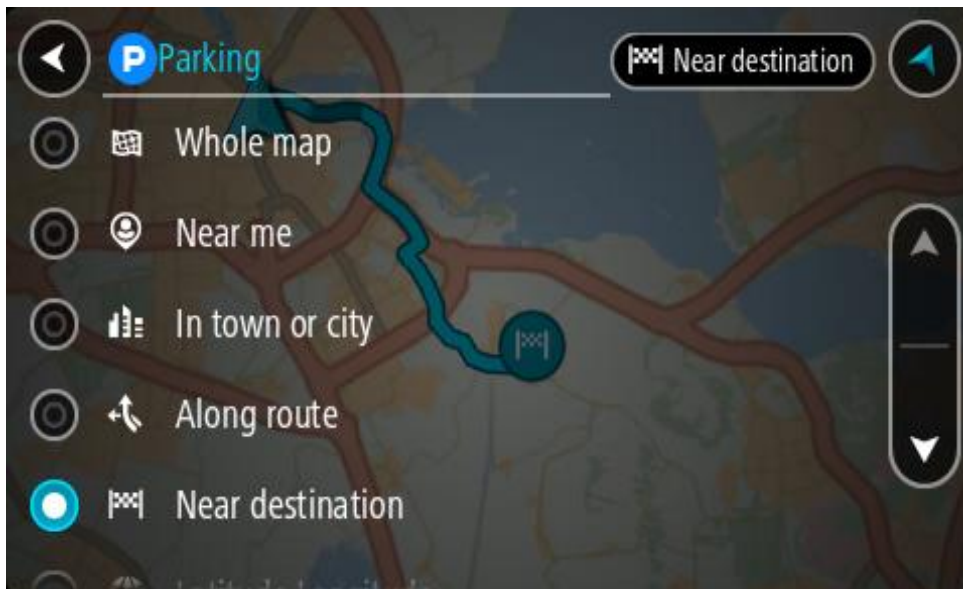 P Parking
Near destination
Whole map
Near me
In town or city
Along route
Near destination